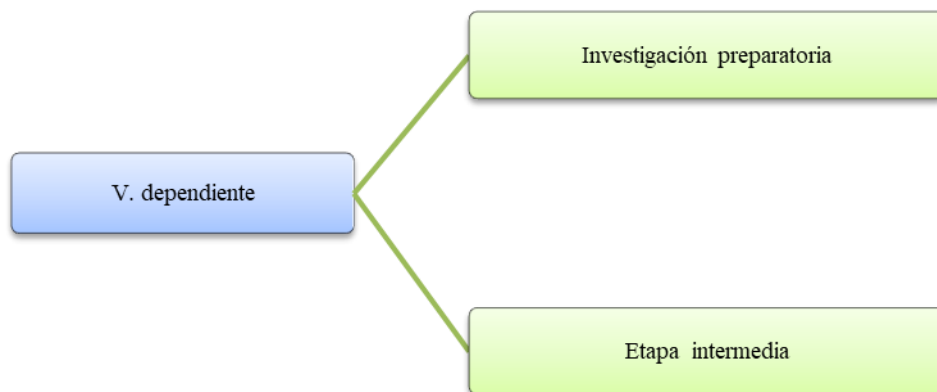 Investigación preparatoria
V. dependiente
Etapa intermedia